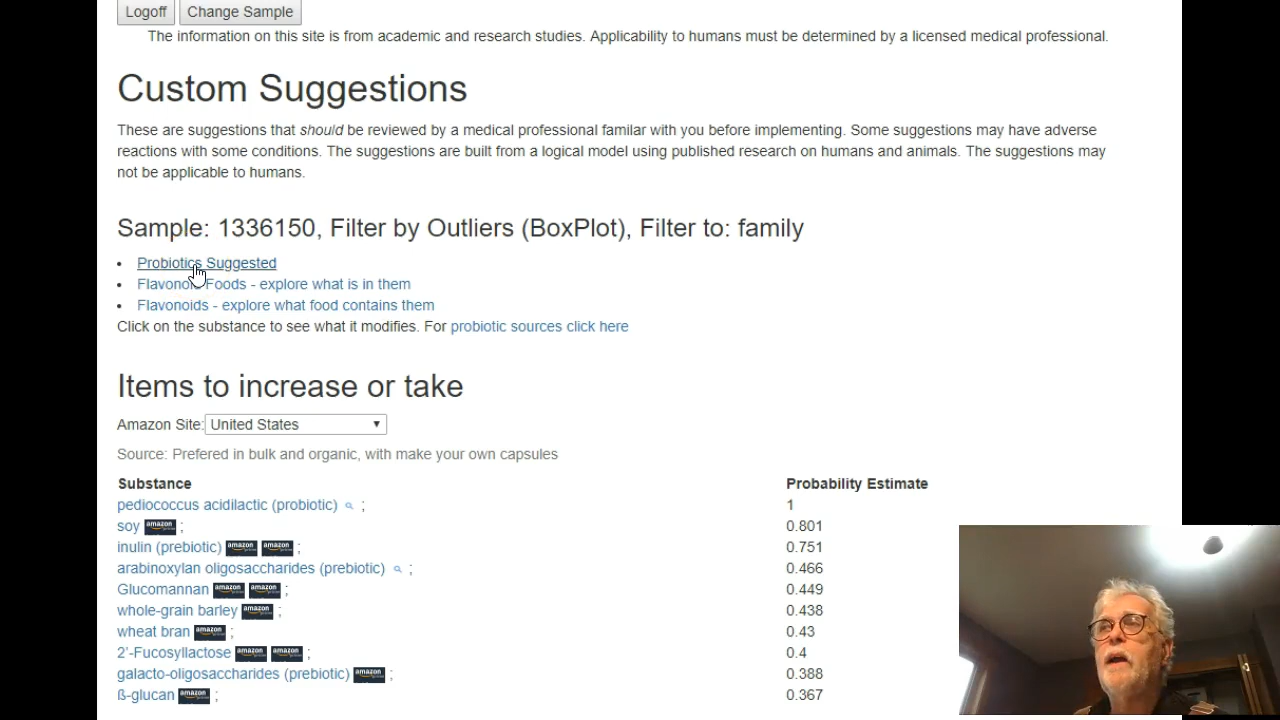 Logoff Change Sample
The information on this site is from academic and research studies. Applicability to humans must be determined by a licensed medical professional.
Custom Suggestions
These are suggestions that should be reviewed by a medical professional familar with you before implementing. Some suggestions may have adverse
reactions with some conditions. The suggestions are built from a logical model using published research on humans and animals. The suggestions may
not be applicable to humans.
Sample: 1336150, Filter by Outliers (BoxPlot), Filter to: family
• Probiotics Suggested
• Flavonoid Foods - explore what is in them
• Flavonoids - explore what food contains them
Click on the substance to see what it modifies. For probiotic sources click here
Items to increase or take
Amazon Site: United States
Source: Prefered in bulk and organic, with make your own capsules
Substance Probability Estimate
pediococcus acidilactic (probiotic) ; 1
soy amazon ; 0.801
inulin (prebiotic) amazon amazon ; 0.751
arabinoxylan oligosaccharides (prebiotic) ; 0.466
Glucomannan amazon amazon ; 0.449
whole-grain barley amazon ; 0.438
wheat bran amazon ; 0.43
2'-Fucosyllactose amazon amazon ; 0.4
galacto-oligosaccharides (prebiotic) amazon ; 0.388
ß-glucan amazon ; 0.367